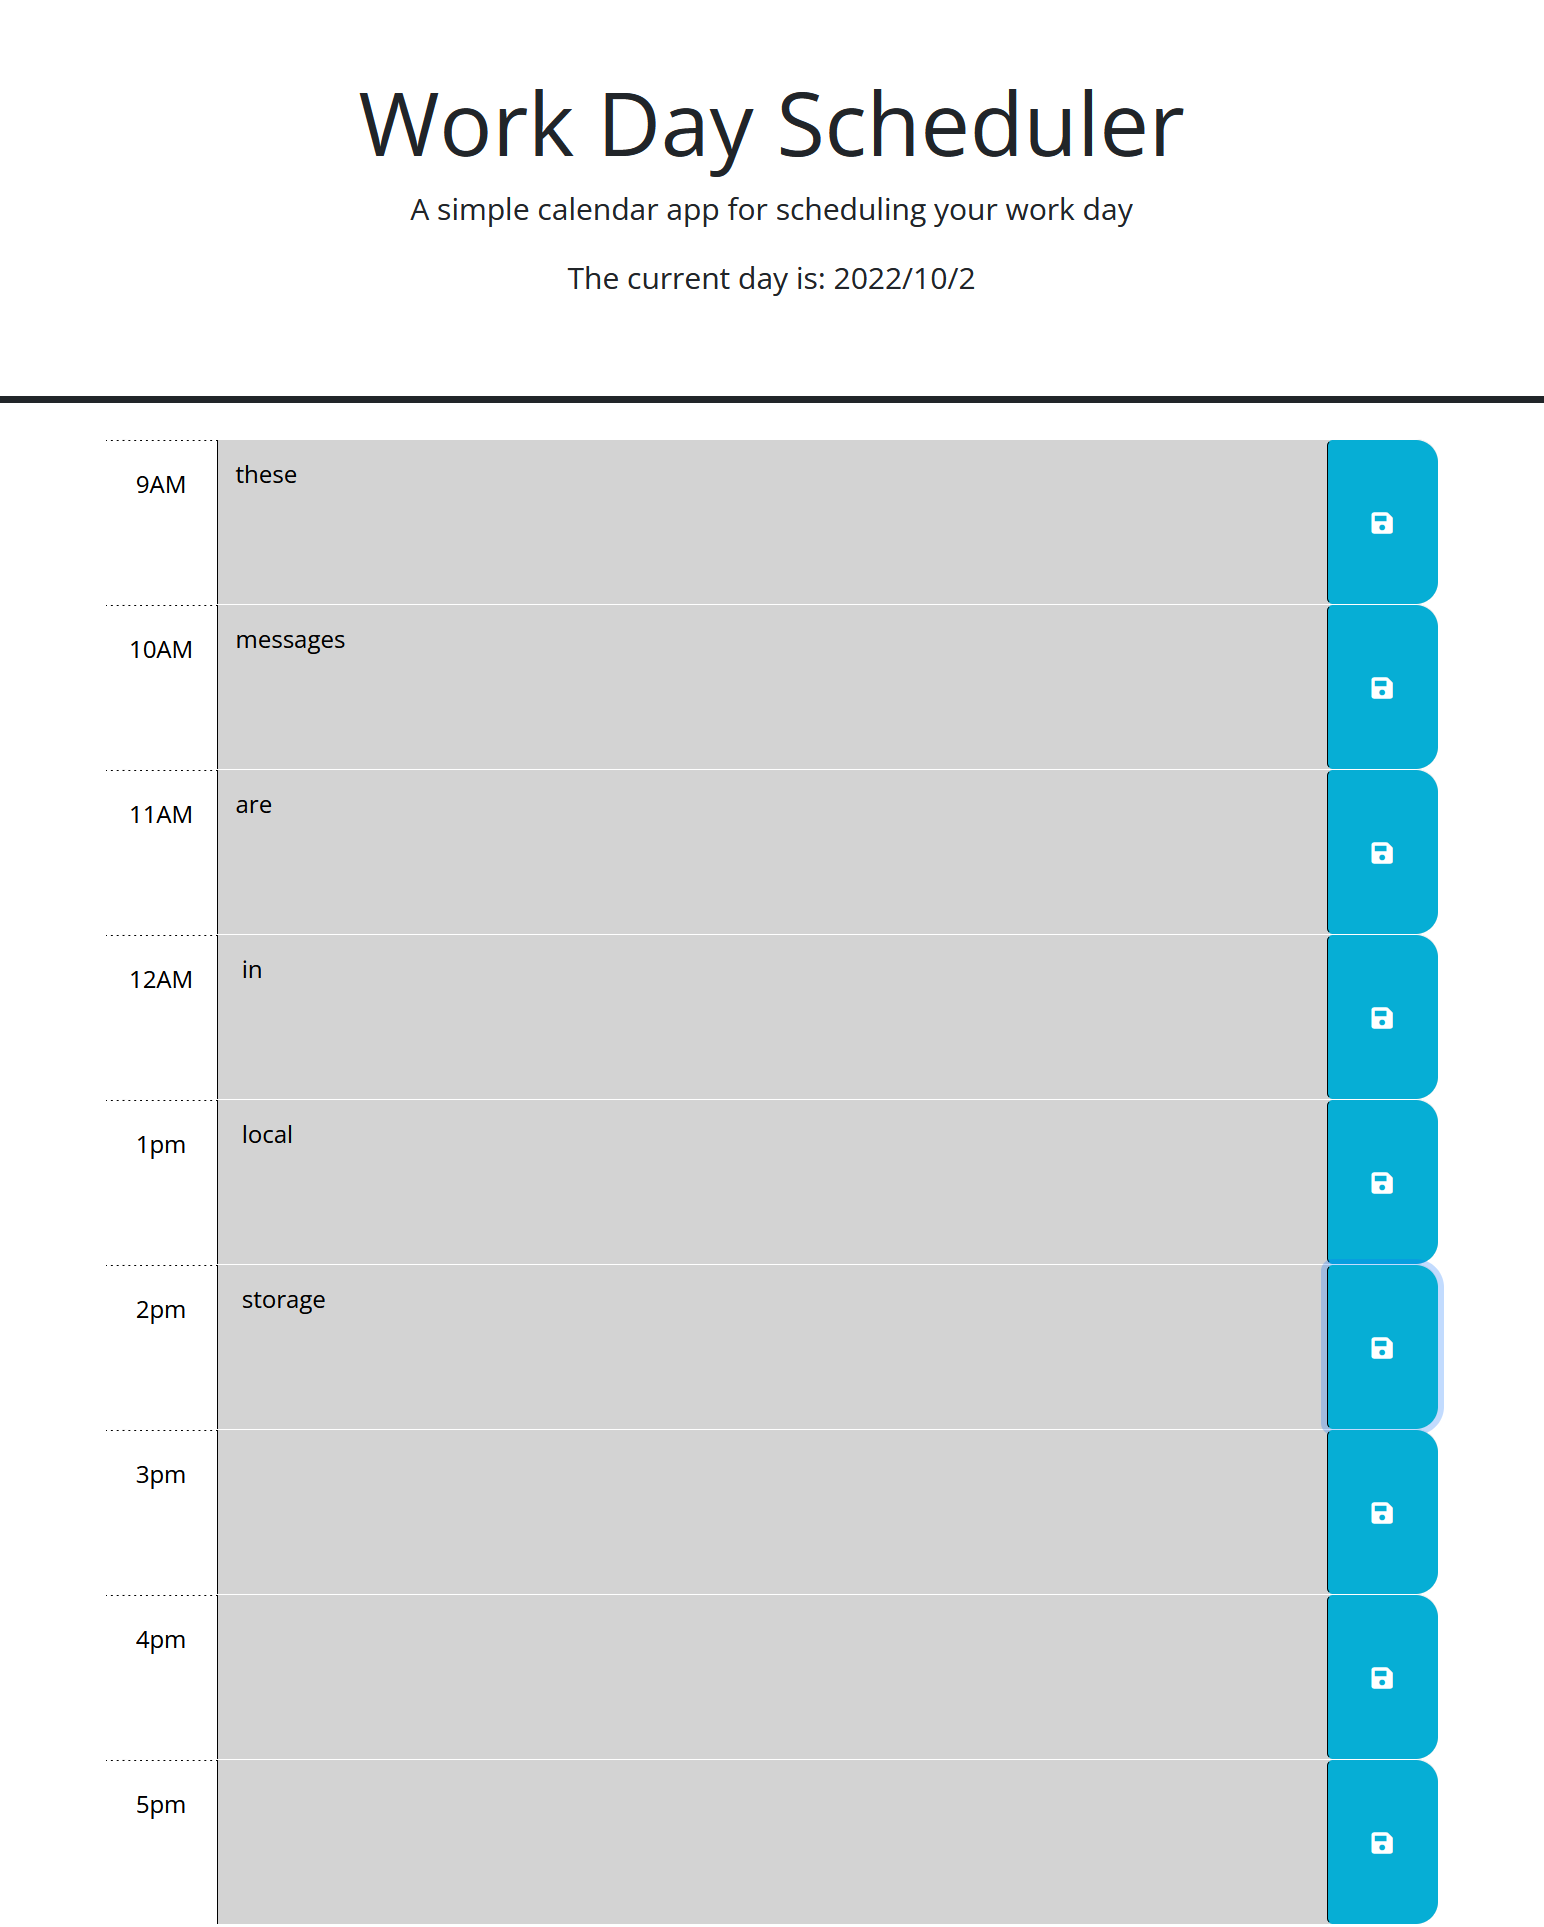 Work Day Scheduler
A simple calendar app for scheduling your work day
The current day is: 2022/10/2
9AM
these
10AM
messages
11AM
are
12AM
in
1pm
local
2pm
storage
3pm
4pm
5pm